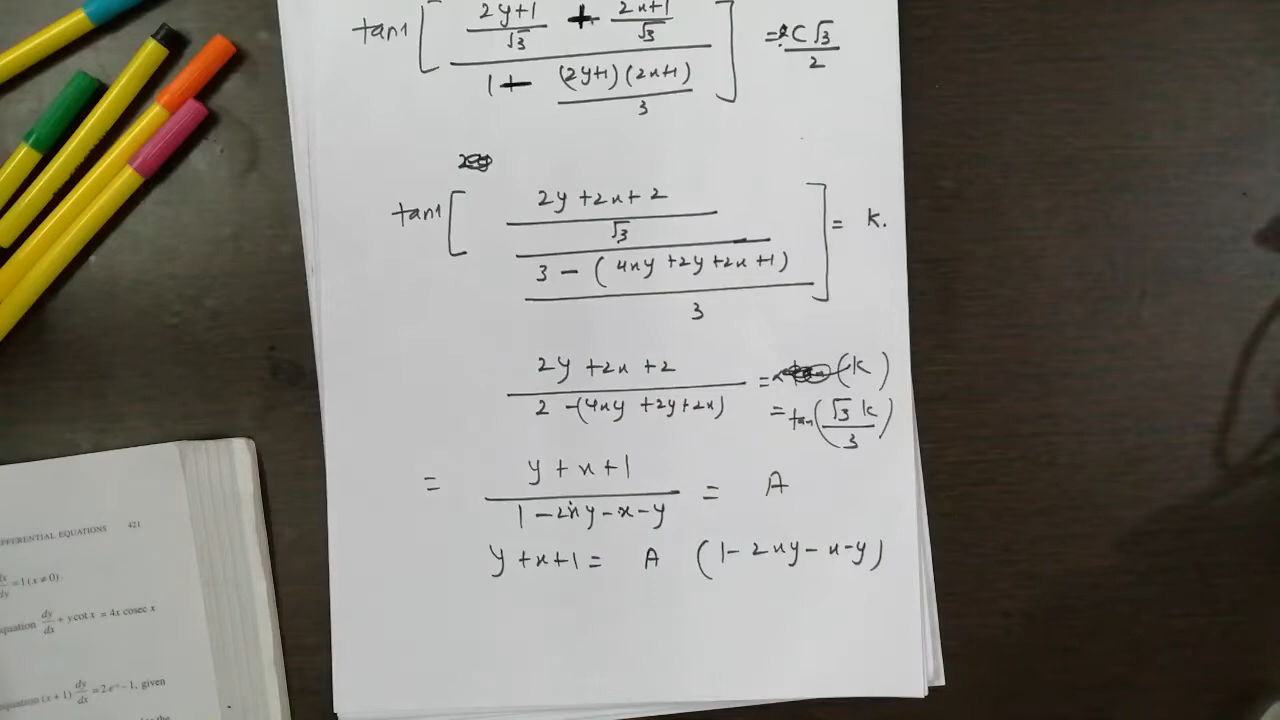 tan1 [ (2y+1)/√3 + (2x+1)/√3 / 1 - (2y+1)(2x+1)/3 ] = C√3/2
tan1 [ 2y+2x+2 / √3 / 3 - (4xy+2y+2x+1) / 3 ] = k.
2y+2x+2 / 2-(4xy+2y+2x) = (k)
= tan(√3 k/3)
= y+x+1 / 1-2xy-x-y = A
y+x+1 = A (1-2xy-x-y)
DIFFERENTIAL EQUATIONS 421
dx/dy = 1 (x ≠ 0)
equation dy/dx + y cot x = 4x cosec x
equation (x+1) dy/dx = 2e⁻ʸ - 1, given